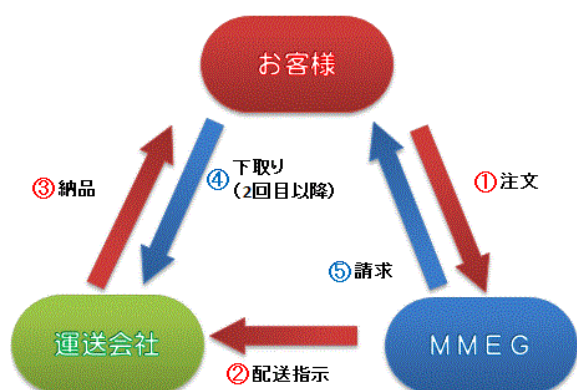 お客様
③納品
④下取り
（2回目以降）
①注文
⑤請求
運送会社
ＭＭＥＧ
②配送指示